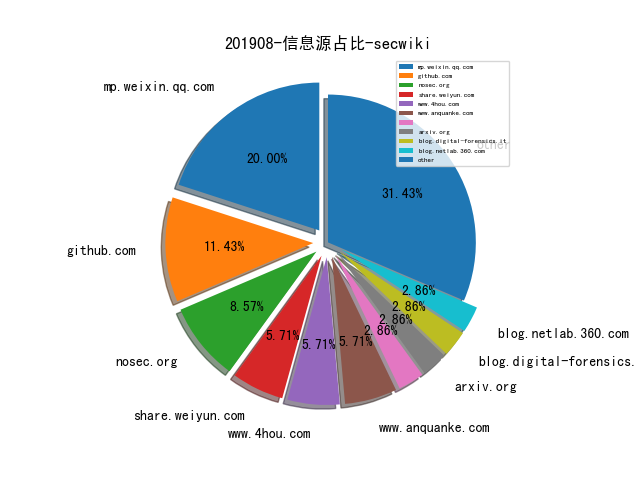 201908-信息源占比-secwiki
mp.weixin.qq.com
github.com
nosec.org
share.weiyun.com
www.4hou.com
www.anquanke.com
arxiv.org
blog.digital-forensics.it
blog.netlab.360.com
other
mp.weixin.qq.com
other
20.00%
31.43%
github.com
11.43%
8.57%
5.71%
5.71%
5.71%
2.86%
2.86%
2.86%
2.86%
blog.netlab.360.com
blog.digital-forensics.
nosec.org
arxiv.org
share.weiyun.com
www.4hou.com
www.anquanke.com